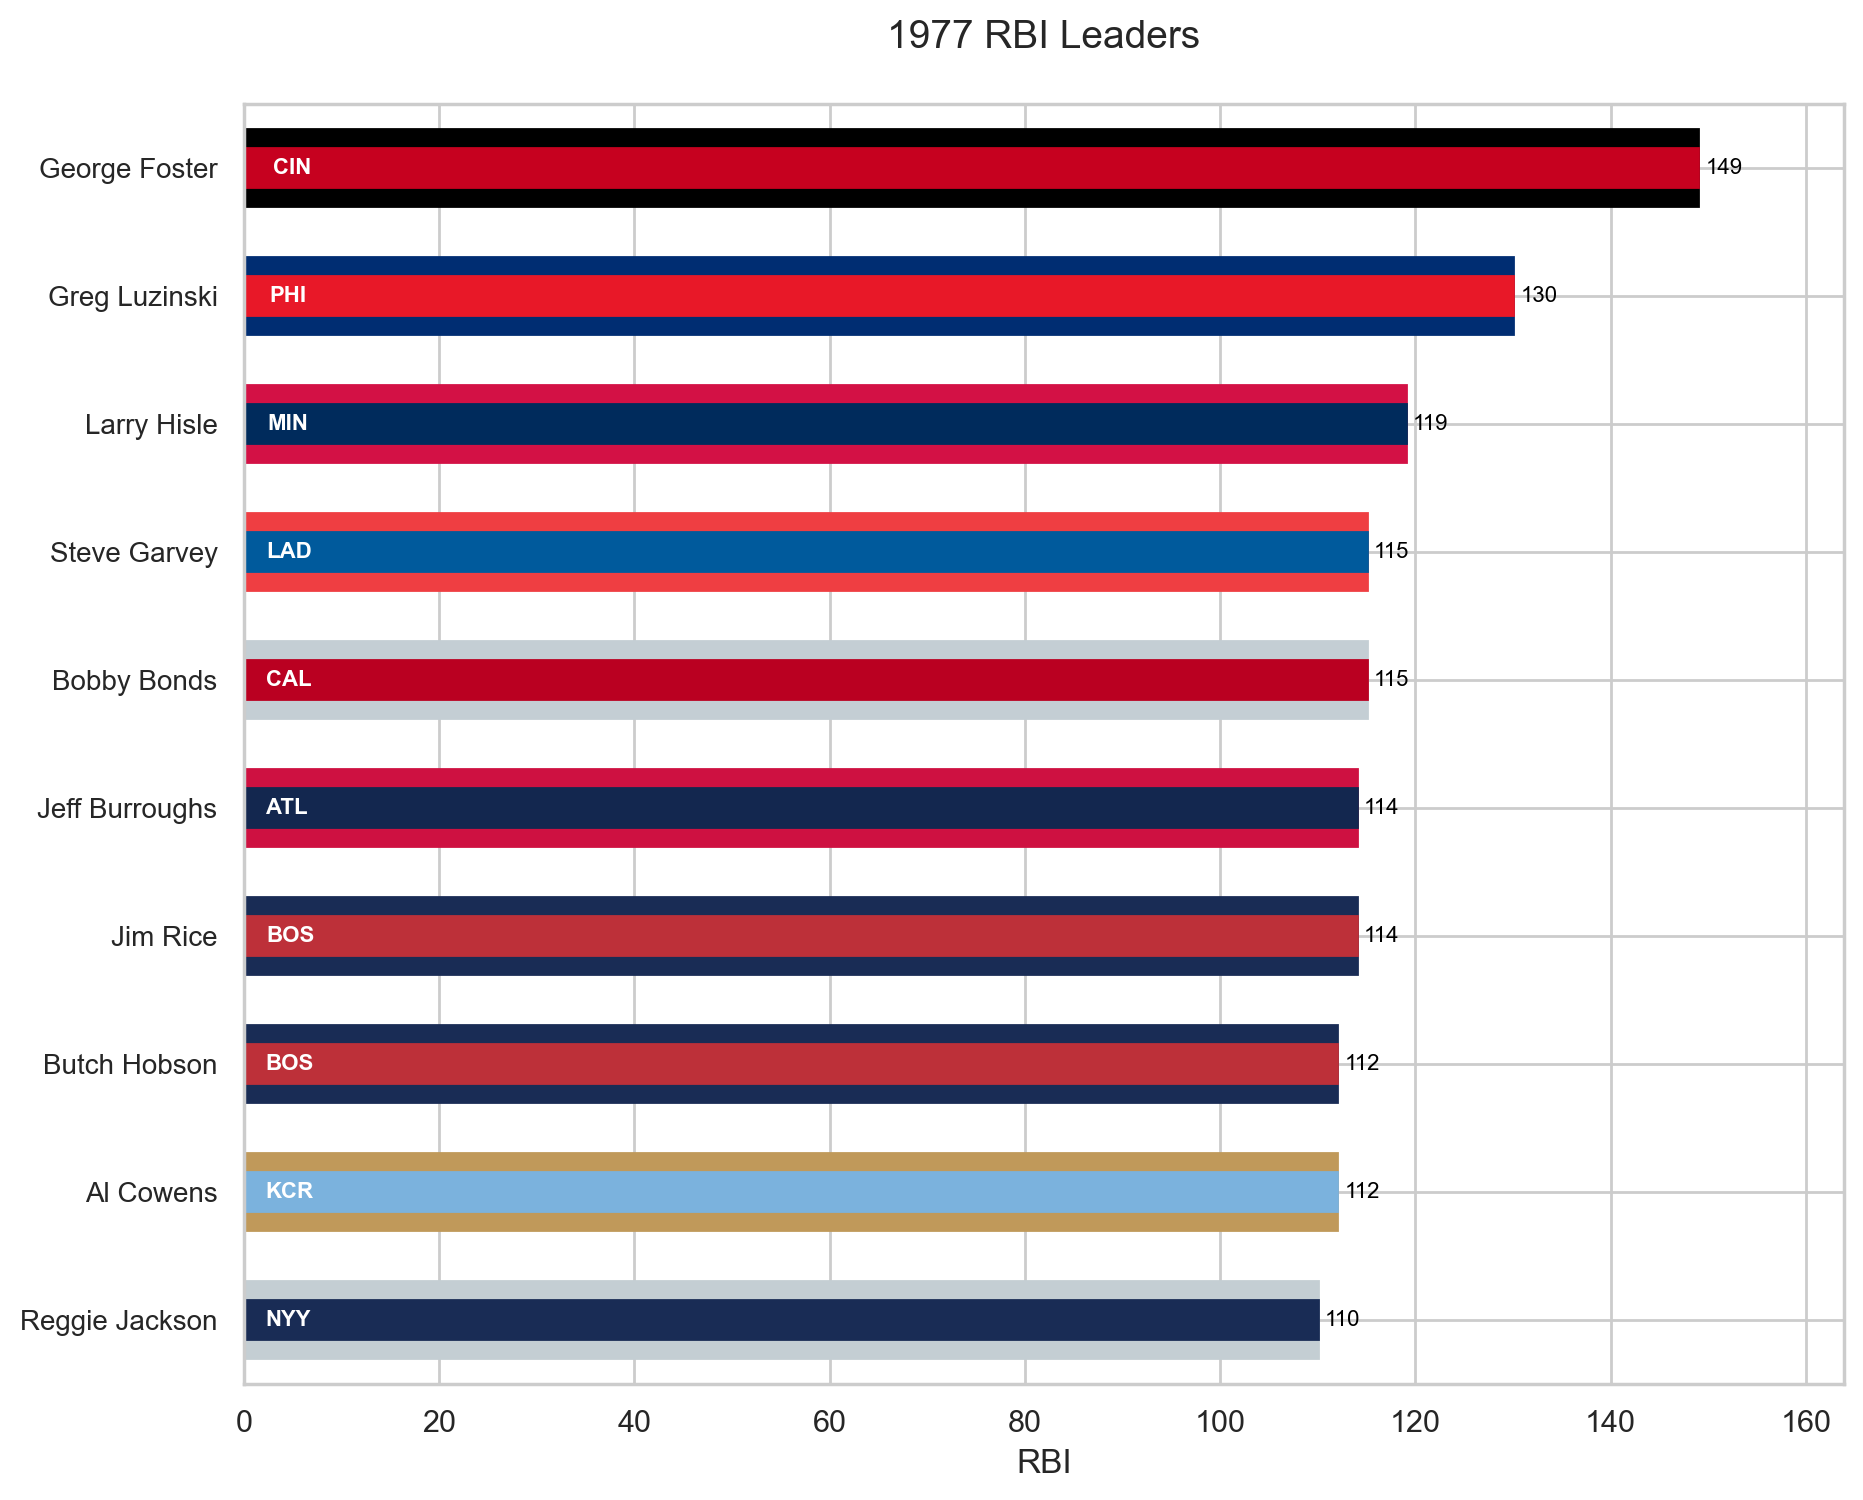 1977 RBI Leaders
George Foster CIN 149
Greg Luzinski PHI 130
Larry Hisle MIN 119
Steve Garvey LAD 115
Bobby Bonds CAL 115
Jeff Burroughs ATL 114
Jim Rice BOS 114
Butch Hobson BOS 112
Al Cowens KCR 112
Reggie Jackson NYY 110
0 20 40 60 80 100 120 140 160
RBI